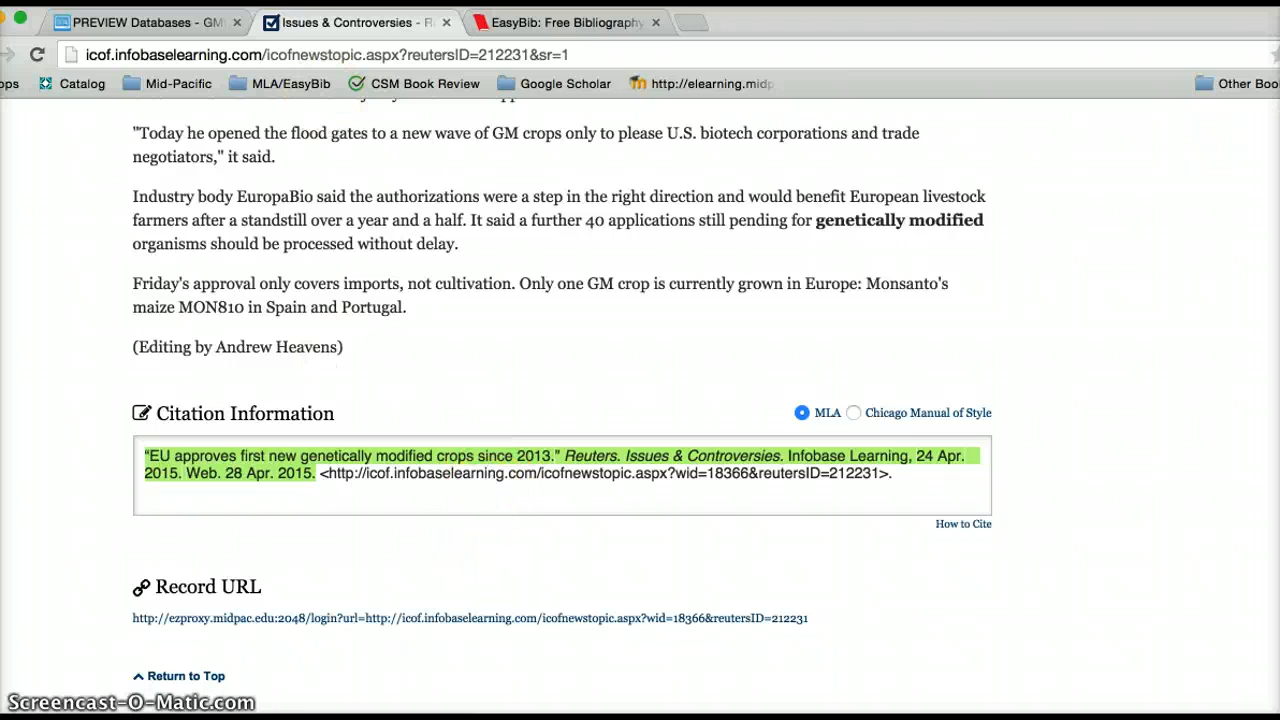 PREVIEW Databases - GM
Issues & Controversies - R
EasyBib: Free Bibliography
icof.infobaselearning.com/icofnewstopic.aspx?reutersID=212231&sr=1
ops Catalog Mid-Pacific MLA/EasyBib CSM Book Review Google Scholar http://elearning.midp Other Boo
"Today he opened the flood gates to a new wave of GM crops only to please U.S. biotech corporations and trade
negotiators," it said.
Industry body EuropaBio said the authorizations were a step in the right direction and would benefit European livestock
farmers after a standstill over a year and a half. It said a further 40 applications still pending for genetically modified
organisms should be processed without delay.
Friday's approval only covers imports, not cultivation. Only one GM crop is currently grown in Europe: Monsanto's
maize MON810 in Spain and Portugal.
(Editing by Andrew Heavens)
Citation Information
MLA Chicago Manual of Style
“EU approves first new genetically modified crops since 2013.” Reuters. Issues & Controversies. Infobase Learning, 24 Apr.
2015. Web. 28 Apr. 2015. <http://icof.infobaselearning.com/icofnewstopic.aspx?wid=18366&reutersID=212231>.
How to Cite
Record URL
http://ezproxy.midpac.edu:2048/login?url=http://icof.infobaselearning.com/icofnewstopic.aspx?wid=18366&reutersID=212231
Return to Top
Screencast-O-Matic.com